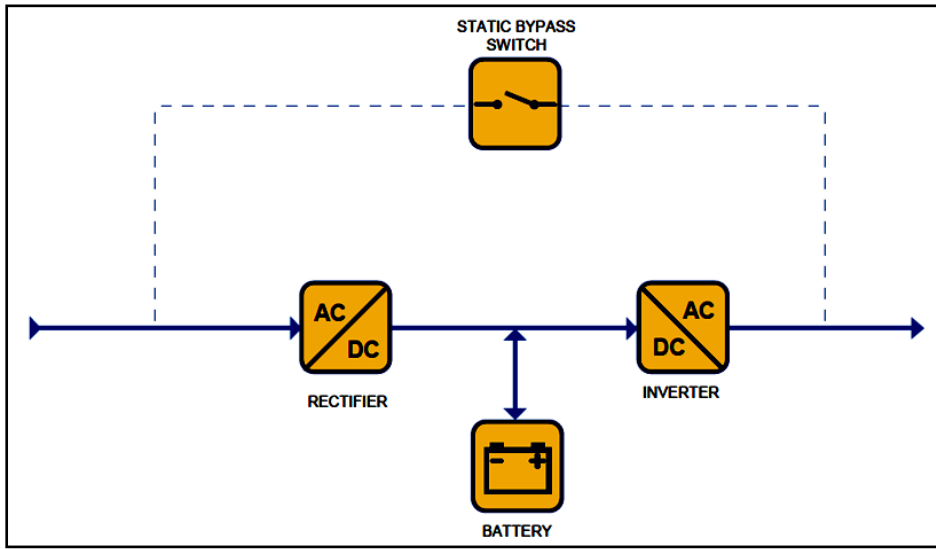 STATIC BYPASS
SWITCH
AC
DC
RECTIFIER
AC
DC
INVERTER
- +
BATTERY